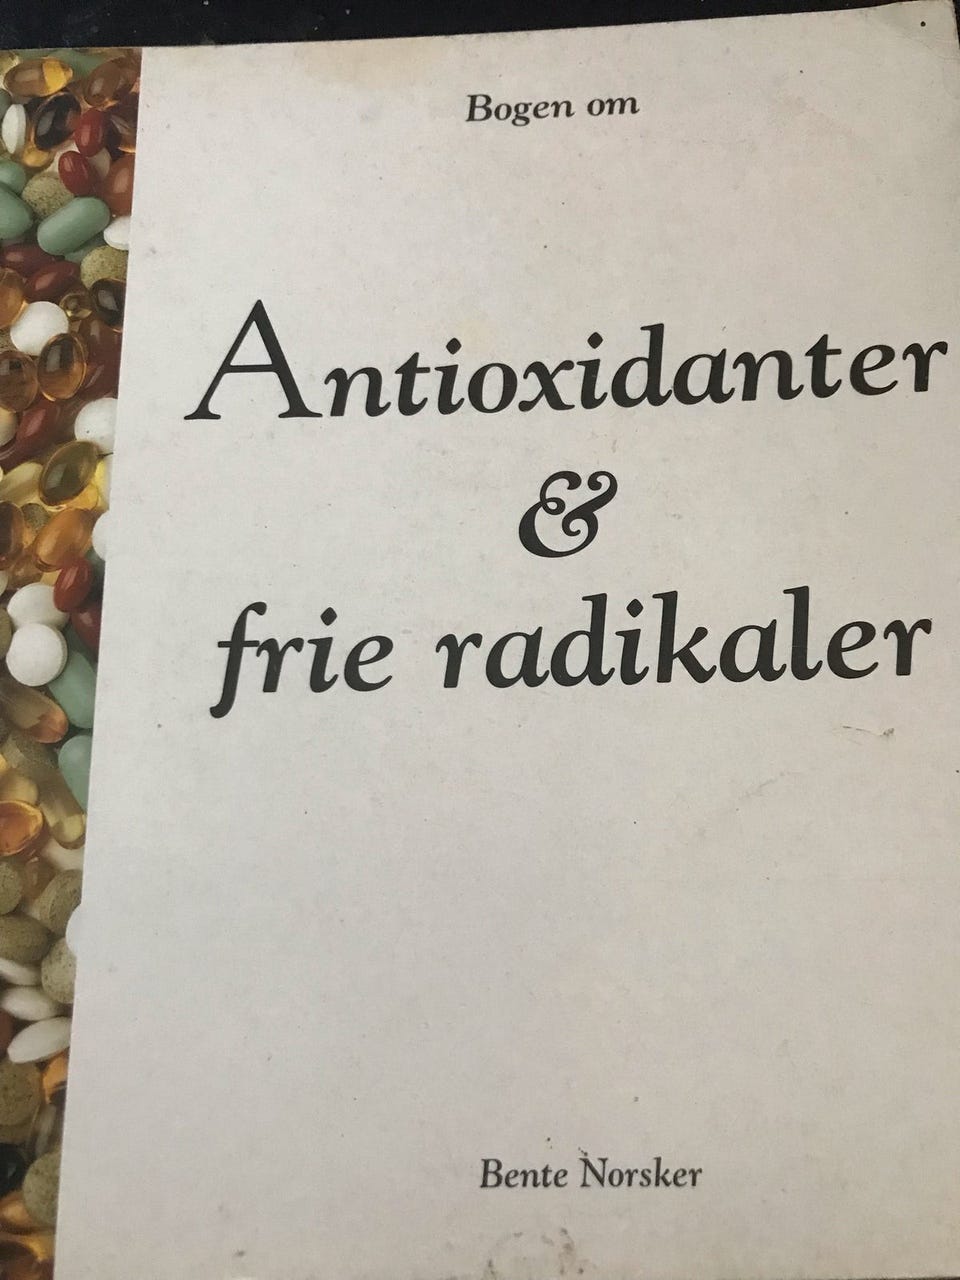 Bogen om
Antioxidanter
&
frie radikaler
Bente Norsker